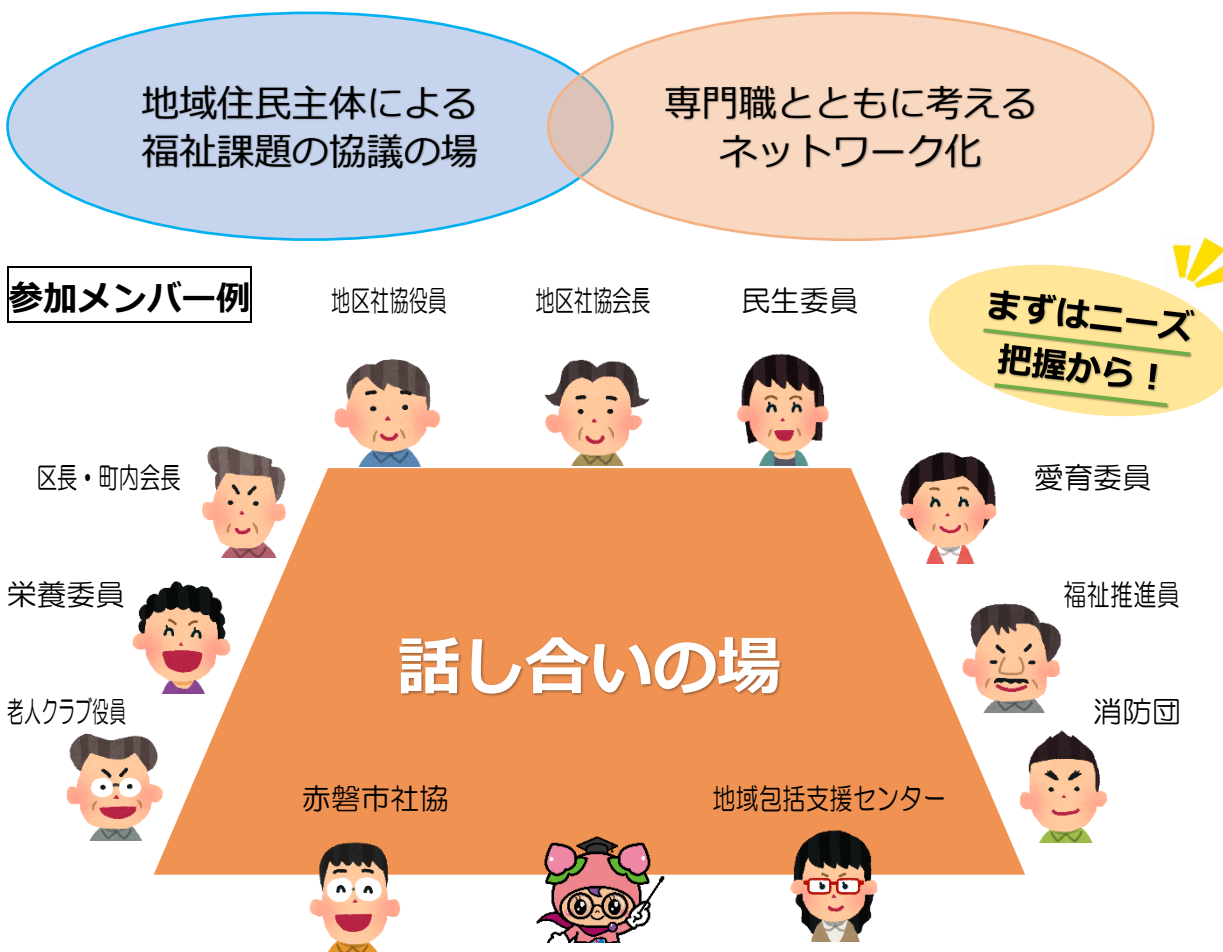 地域住民主体による
福祉課題の協議の場
専門職とともに考える
ネットワーク化
参加メンバー例
地区社協役員
地区社協会長
民生委員
まずはニーズ
把握から！
区長・町内会長
愛育委員
栄養委員
福祉推進員
話し合いの場
老人クラブ役員
消防団
赤磐市社協
地域包括支援センター